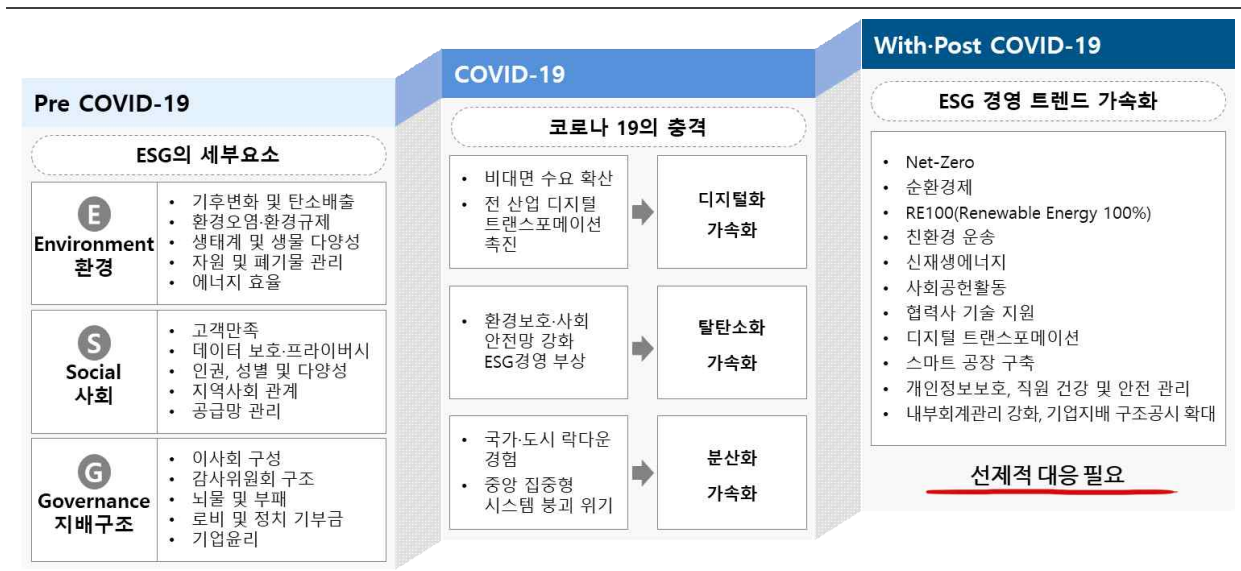 Pre COVID-19
ESG의 세부요소
E
Environment
환경
• 기후변화 및 탄소배출
• 환경오염·환경규제
• 생태계 및 생물 다양성
• 자원 및 폐기물 관리
• 에너지 효율
S
Social
사회
• 고객만족
• 데이터 보호·프라이버시
• 인권, 성별 및 다양성
• 지역사회 관계
• 공급망 관리
G
Governance
지배구조
• 이사회 구성
• 감사위원회 구조
• 뇌물 및 부패
• 로비 및 정치 기부금
• 기업윤리
COVID-19
코로나 19의 충격
• 비대면 수요 확산
• 전 산업 디지털
트랜스포메이션
촉진
디지털화
가속화
• 환경보호·사회
안전망 강화
ESG경영 부상
탈탄소화
가속화
• 국가·도시 락다운
경험
• 중앙 집중형
시스템 붕괴 위기
분산화
가속화
With·Post COVID-19
ESG 경영 트렌드 가속화
• Net-Zero
• 순환경제
• RE100(Renewable Energy 100%)
• 친환경 운송
• 신재생에너지
• 사회공헌활동
• 협력사 기술 지원
• 디지털 트랜스포메이션
• 스마트 공장 구축
• 개인정보보호, 직원 건강 및 안전 관리
• 내부회계관리 강화, 기업지배 구조공시 확대
선제적 대응 필요